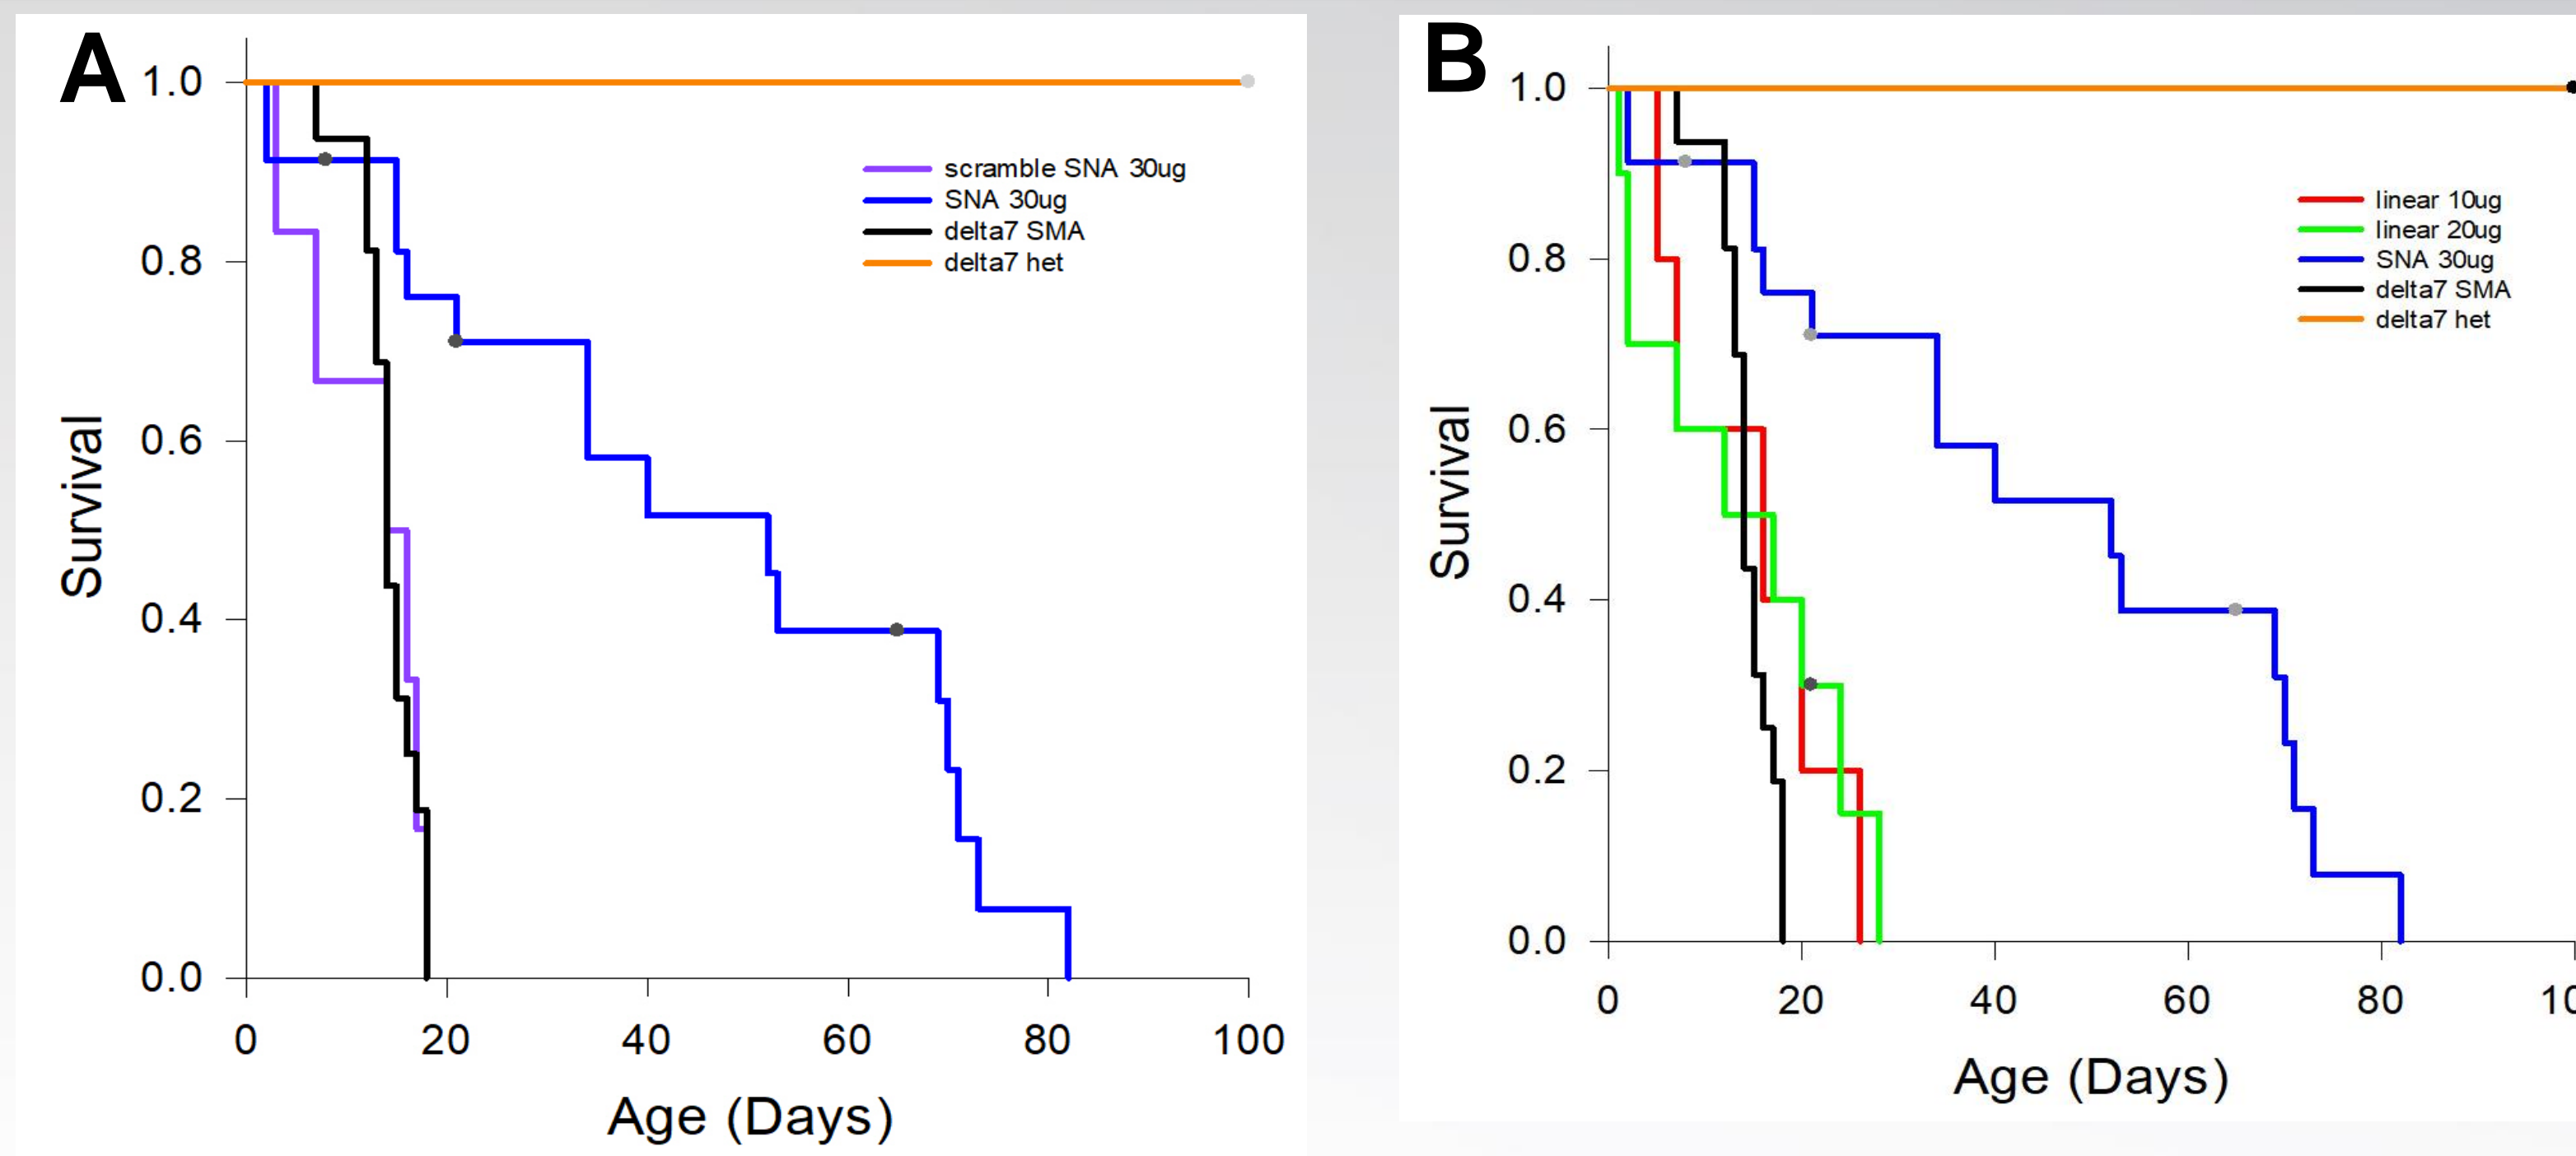 A
1.0
0.8
0.6
0.4
0.2
0.0
Survival
scramble SNA 30ug
SNA 30ug
delta7 SMA
delta7 het
0 20 40 60 80 100
Age (Days)
B
1.0
0.8
0.6
0.4
0.2
0.0
Survival
linear 10ug
linear 20ug
SNA 30ug
delta7 SMA
delta7 het
0 20 40 60 80 10
Age (Days)